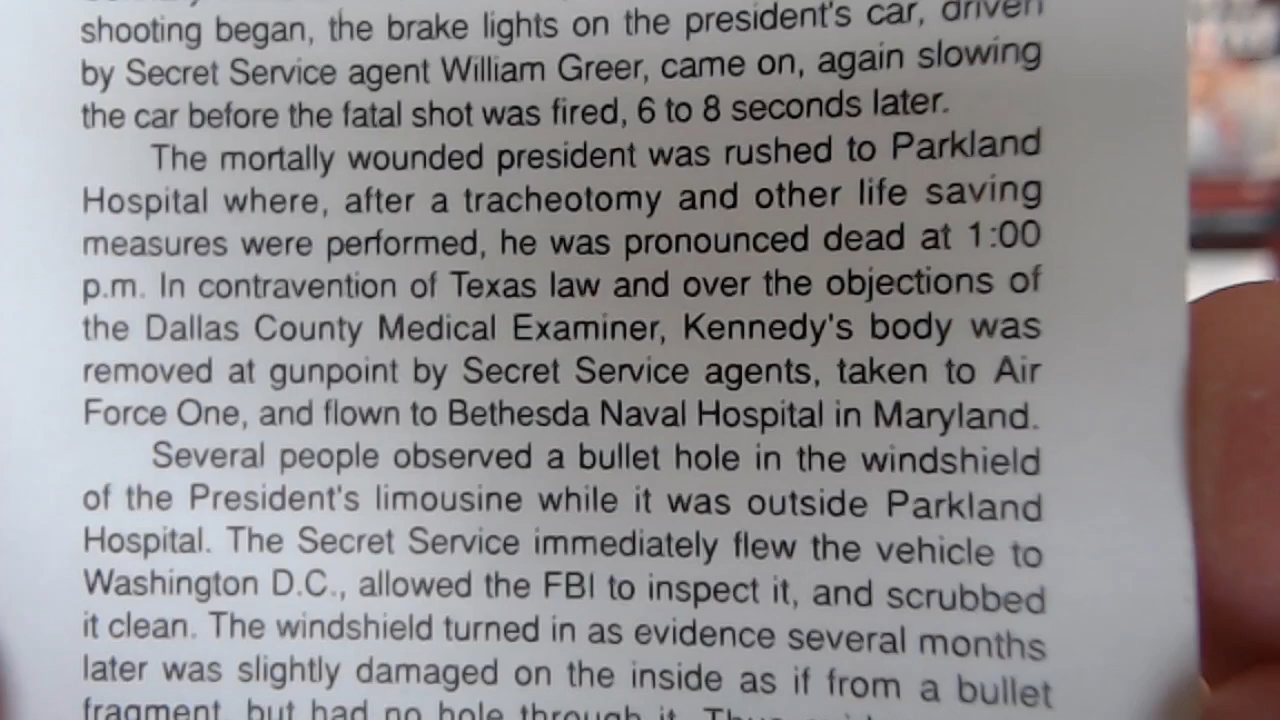 shooting began, the brake lights on the president's car, driven
by Secret Service agent William Greer, came on, again slowing
the car before the fatal shot was fired, 6 to 8 seconds later.
The mortally wounded president was rushed to Parkland
Hospital where, after a tracheotomy and other life saving
measures were performed, he was pronounced dead at 1:00
p.m. In contravention of Texas law and over the objections of
the Dallas County Medical Examiner, Kennedy's body was
removed at gunpoint by Secret Service agents, taken to Air
Force One, and flown to Bethesda Naval Hospital in Maryland.
Several people observed a bullet hole in the windshield
of the President's limousine while it was outside Parkland
Hospital. The Secret Service immediately flew the vehicle to
Washington D.C., allowed the FBI to inspect it, and scrubbed
it clean. The windshield turned in as evidence several months
later was slightly damaged on the inside as if from a bullet
fragment, but had no hole through it.